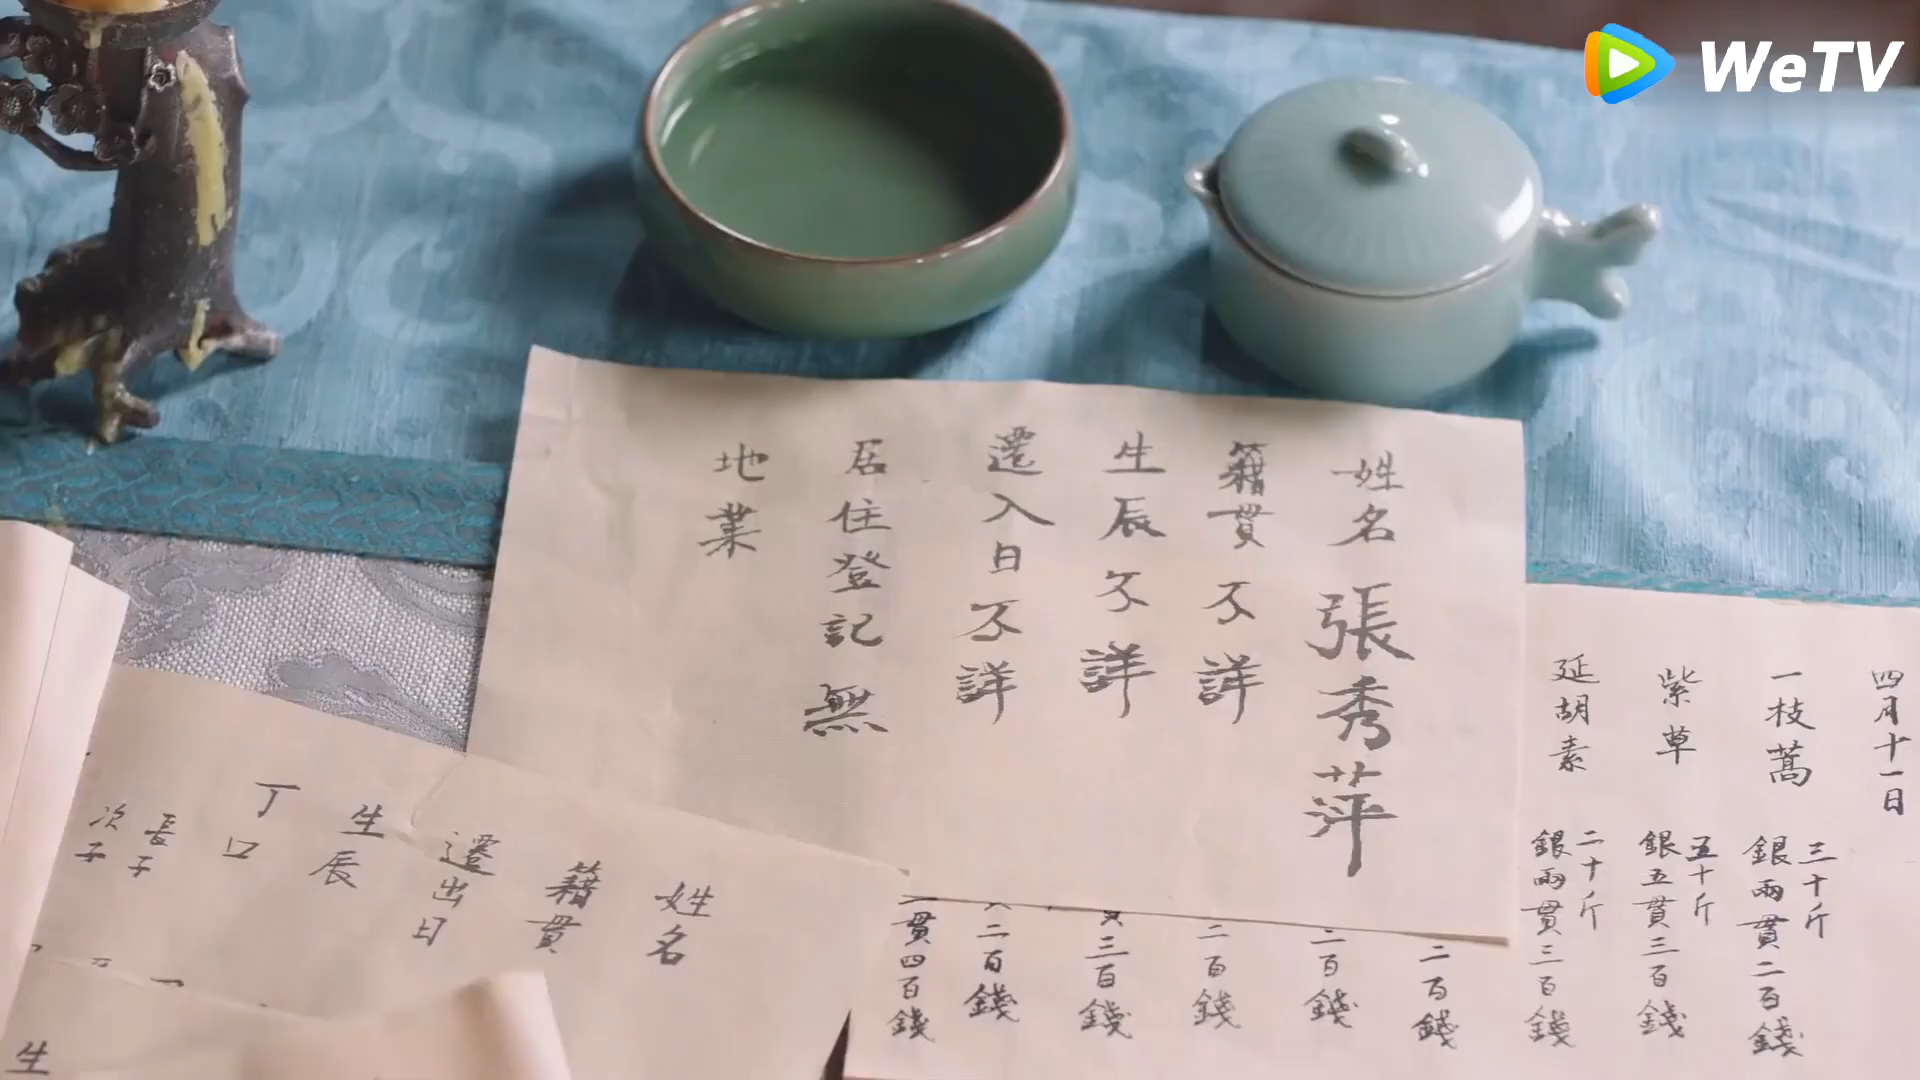 WeTV
姓名 張秀萍
籍貫 不詳
生辰 不詳
遷入日 不詳
居住登記 無
地業
四月十一日
一枝蒿 三十斤 銀兩貫二百錢
紫草 五十斤 銀五貫三百錢
延胡素 二十斤 銀兩貫三百錢
二百錢
二百錢
二百錢
三百錢
二百錢
貫四百錢
姓名
籍貫
遷出日
生辰
丁口
長子
次子
生